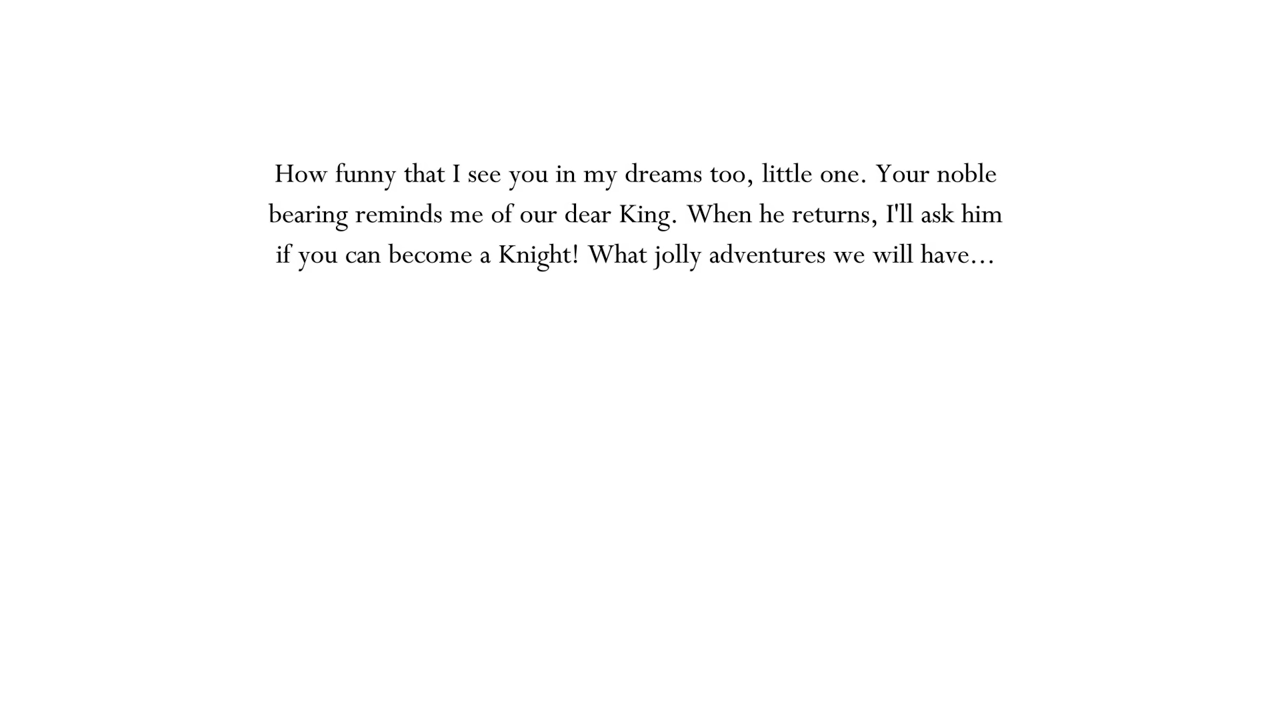 How funny that I see you in my dreams too, little one. Your noble
bearing reminds me of our dear King. When he returns, I'll ask him
if you can become a Knight! What jolly adventures we will have...